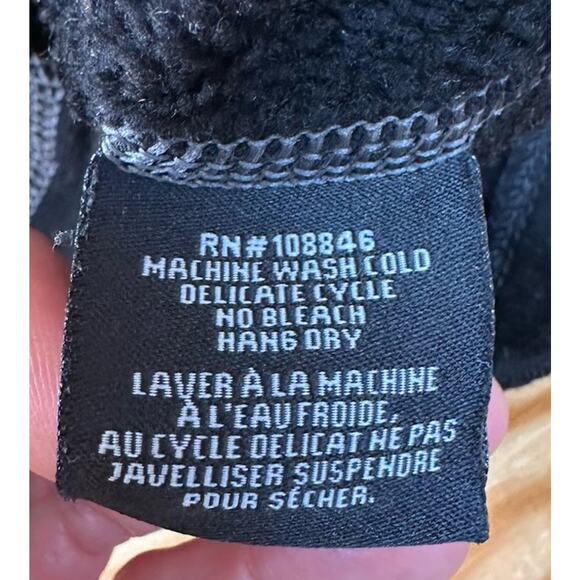 RN#108846
MACHINE WASH COLD
DELICATE CYCLE
NO BLEACH
HANG DRY
LAVER À LA MACHINE
À L'EAU FROIDE,
AU CYCLE DELICAT NE PAS
JAVELLISER SUSPENDRE
POUR SÉCHER.